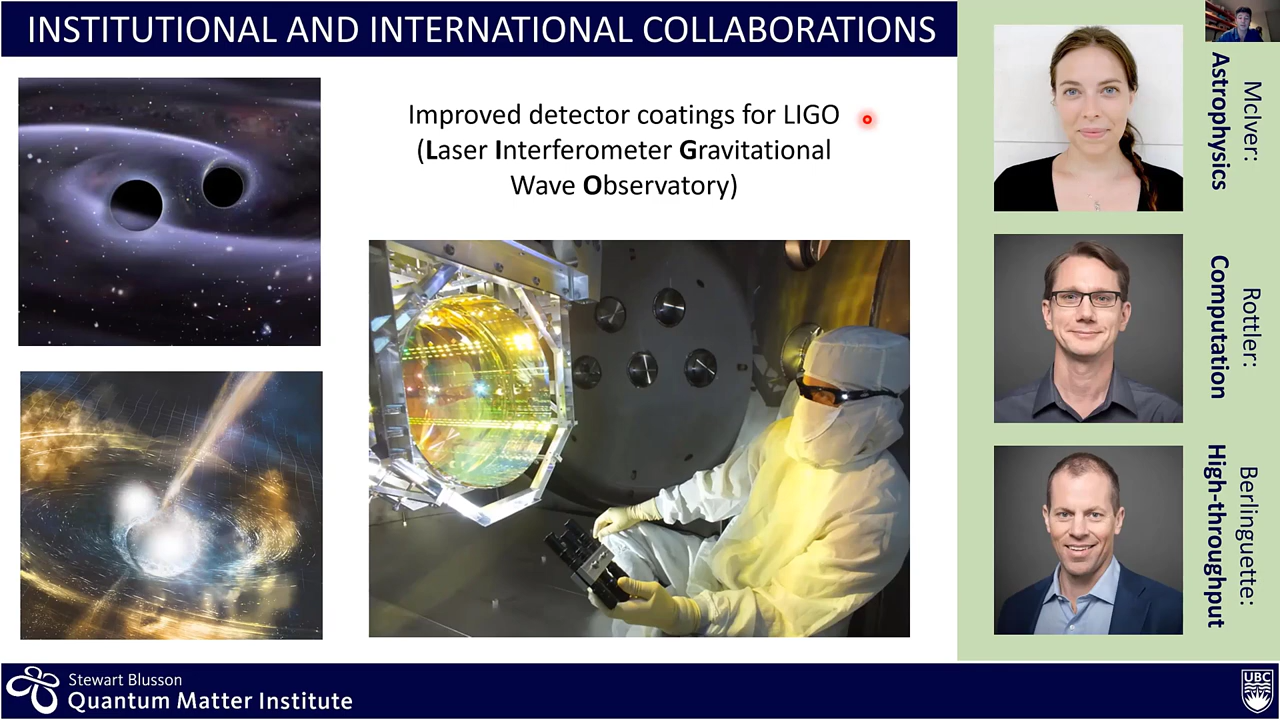 INSTITUTIONAL AND INTERNATIONAL COLLABORATIONS
Improved detector coatings for LIGO
(Laser Interferometer Gravitational
Wave Observatory)
McIver:
Astrophysics
Rottler:
Computation
Berlinguette:
High-throughput
Stewart Blusson
Quantum Matter Institute
UBC